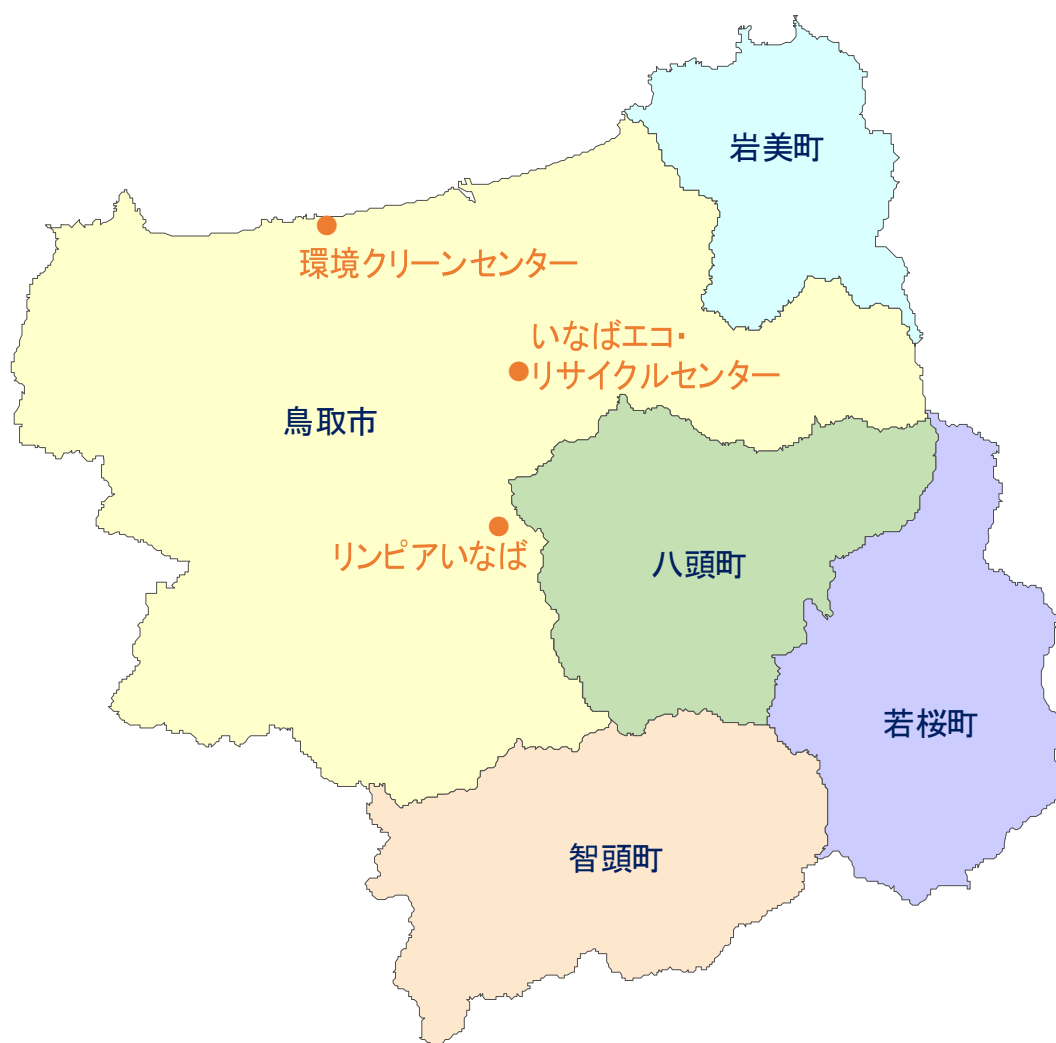 岩美町
環境クリーンセンター
いなばエコ・
リサイクルセンター
鳥取市
リンピアいなば
八頭町
若桜町
智頭町